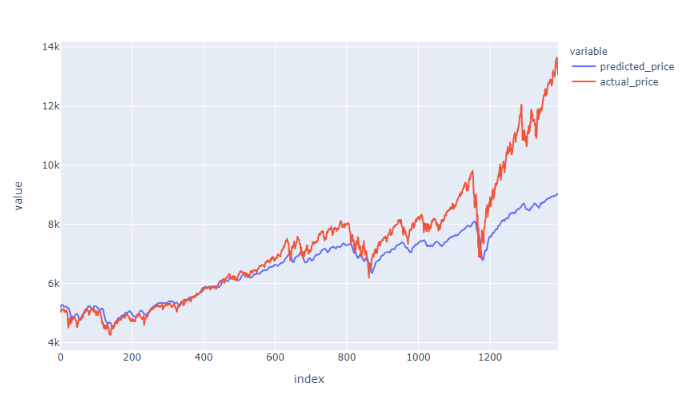 variable
predicted_price
actual_price
14k
12k
10k
8k
6k
4k
value
0
200
400
600
800
1000
1200
index